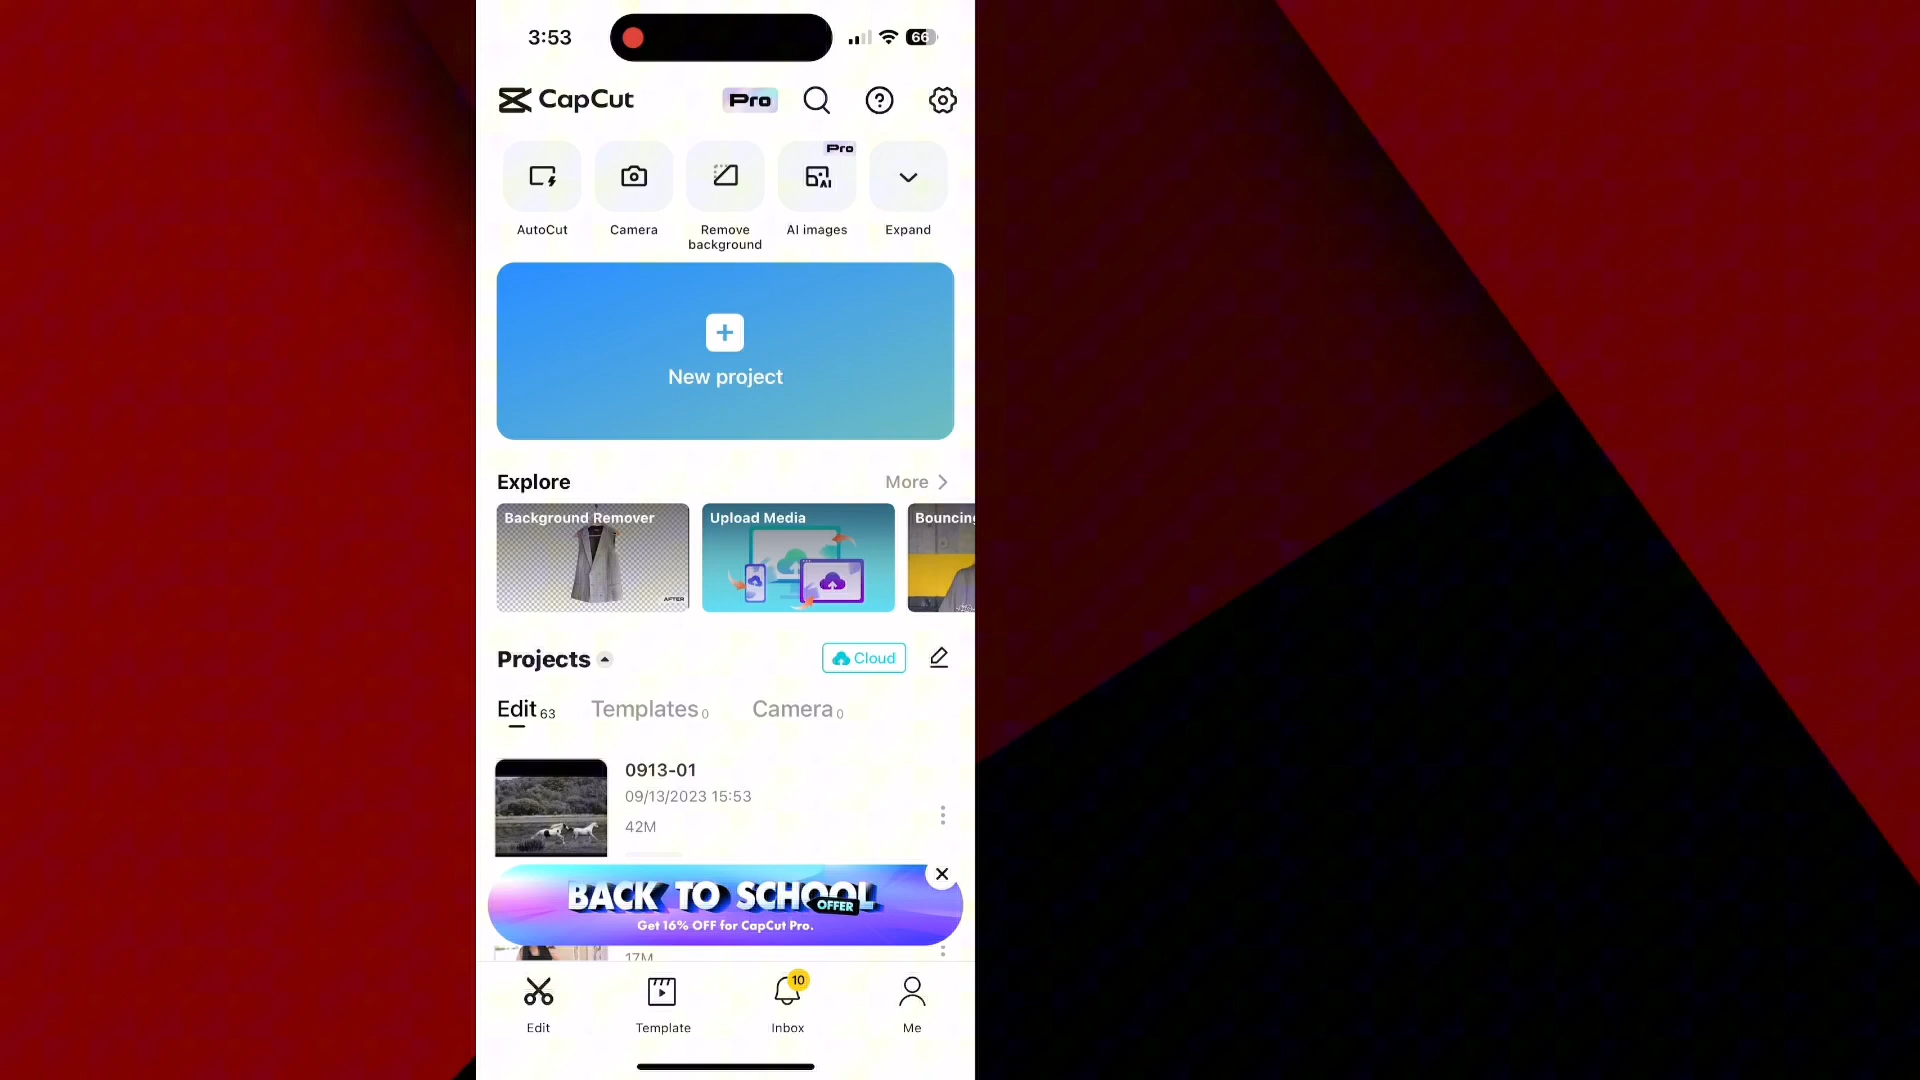 3:53
66
CapCut
Pro
Pro
AutoCut
Camera
Remove background
AI images
Expand
New project
Explore
More
Background Remover
AFTER
Upload Media
Bouncing
Projects
Cloud
Edit 63
Templates 0
Camera 0
0913-01
09/13/2023 15:53
42M
BACK TO SCHOOL
OFFER
Get 16% OFF for CapCut Pro.
17M
10
Edit
Template
Inbox
Me